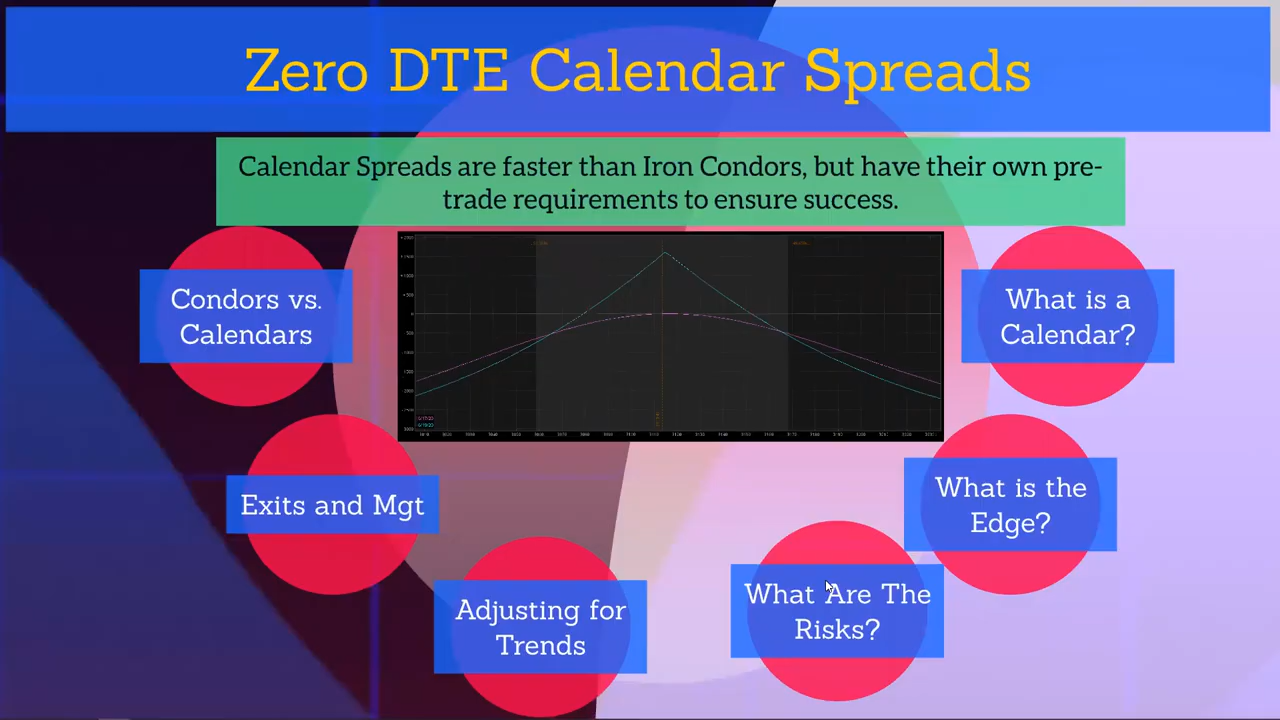 Zero DTE Calendar Spreads
Calendar Spreads are faster than Iron Condors, but have their own pre-
trade requirements to ensure success.
Condors vs.
Calendars
What is a
Calendar?
Exits and Mgt
What is the
Edge?
Adjusting for
Trends
What Are The
Risks?